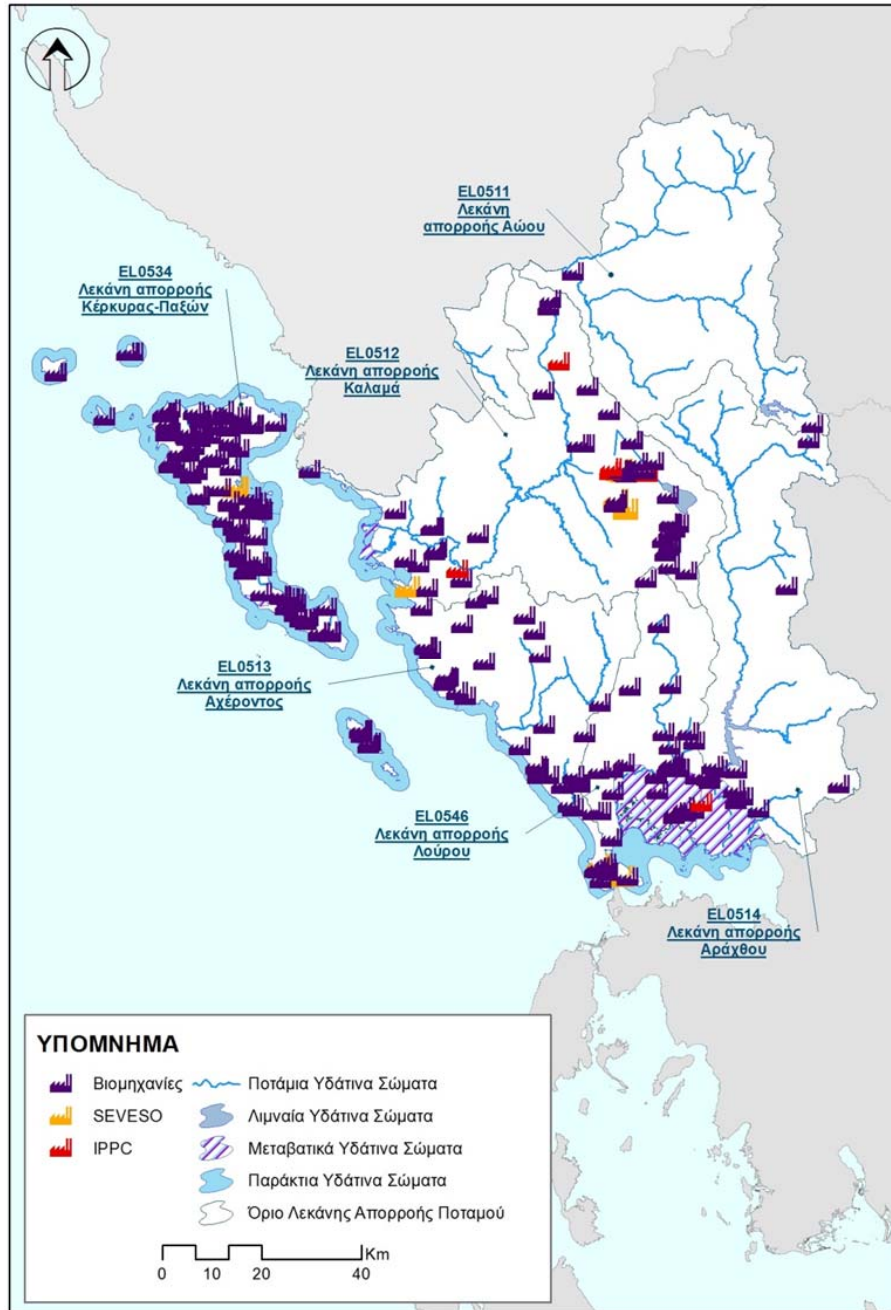 EL0511
Λεκάνη
απορροής Αώου
EL0534
Λεκάνη απορροής
Κέρκυρας-Παξών
EL0512
Λεκάνη απορροής
Καλαμά
EL0513
Λεκάνη απορροής
Αχέροντος
EL0546
Λεκάνη απορροής
Λούρου
EL0514
Λεκάνη απορροής
Αράχθου
ΥΠΟΜΝΗΜΑ
Βιομηχανίες
SEVESO
IPPC
Ποτάμια Υδάτινα Σώματα
Λιμναία Υδάτινα Σώματα
Μεταβατικά Υδάτινα Σώματα
Παράκτια Υδάτινα Σώματα
Όριο Λεκάνης Απορροής Ποταμού
Km
0 10 20 40